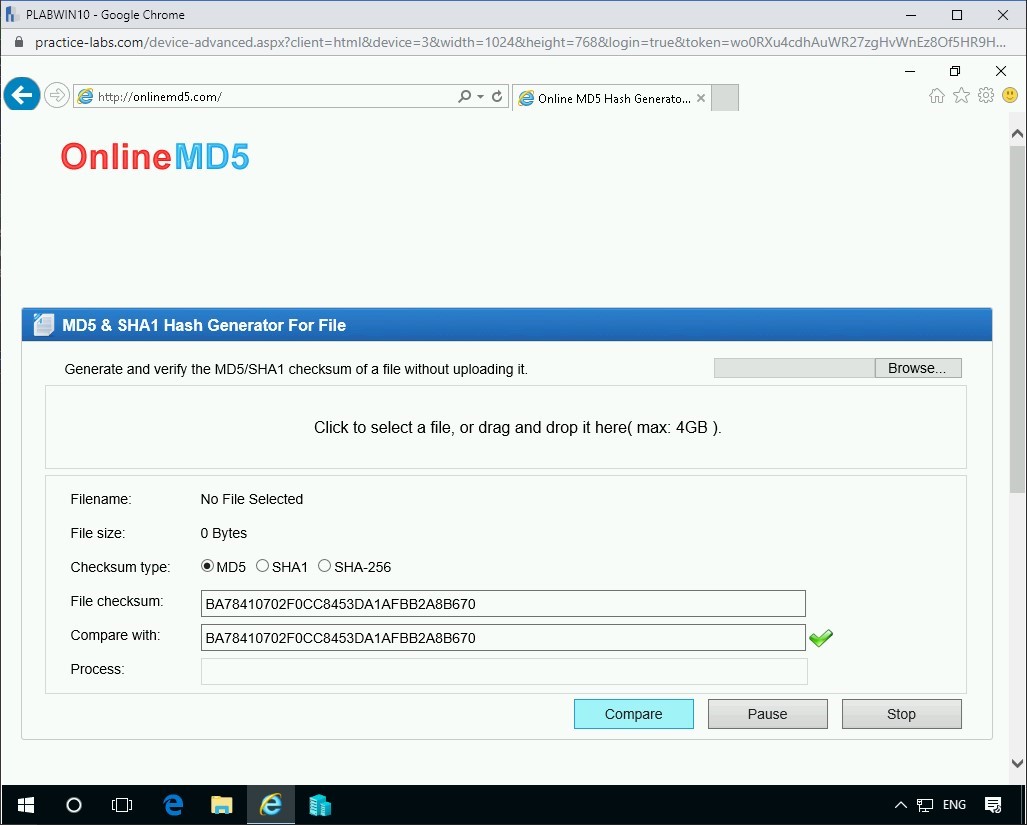 PLABWIN10 - Google Chrome
practice-labs.com/device-advanced.aspx?client=html&device=3&width=1024&height=768&login=true&token=wo0RXu4cdhAuWR27zgHvWnEz8Of5HR9H...
http://onlinemd5.com/
Online MD5 Hash Generato...
OnlineMD5
MD5 & SHA1 Hash Generator For File
Generate and verify the MD5/SHA1 checksum of a file without uploading it.
Browse...
Click to select a file, or drag and drop it here( max: 4GB ).
Filename: No File Selected
File size: 0 Bytes
Checksum type: MD5 SHA1 SHA-256
File checksum: BA78410702F0CC8453DA1AFBB2A8B670
Compare with: BA78410702F0CC8453DA1AFBB2A8B670
Process:
Compare Pause Stop
ENG